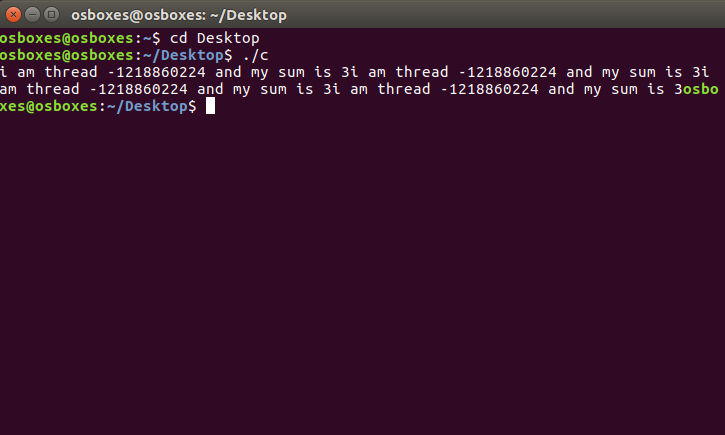 osboxes@osboxes: ~/Desktop
osboxes@osboxes:~$ cd Desktop
osboxes@osboxes:~/Desktop$ ./c
i am thread -1218860224 and my sum is 3i am thread -1218860224 and my sum is 3i
am thread -1218860224 and my sum is 3i am thread -1218860224 and my sum is 3osbo
xes@osboxes:~/Desktop$